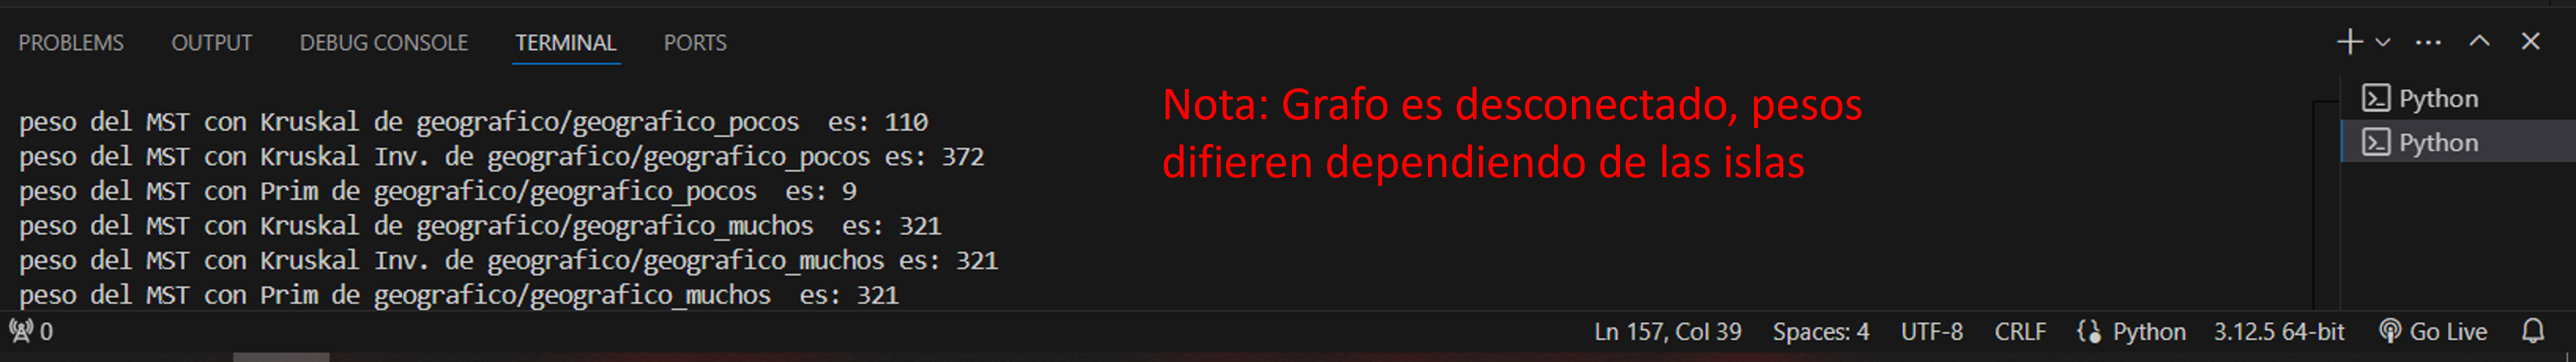 PROBLEMS OUTPUT DEBUG CONSOLE TERMINAL PORTS
peso del MST con Kruskal de geografico/geografico_pocos  es: 110
peso del MST con Kruskal Inv. de geografico/geografico_pocos es: 372
peso del MST con Prim de geografico/geografico_pocos  es: 9
peso del MST con Kruskal de geografico/geografico_muchos  es: 321
peso del MST con Kruskal Inv. de geografico/geografico_muchos es: 321
peso del MST con Prim de geografico/geografico_muchos  es: 321
Nota: Grafo es desconectado, pesos
difieren dependiendo de las islas
Python
Python
0 Ln 157, Col 39 Spaces: 4 UTF-8 CRLF Python 3.12.5 64-bit Go Live